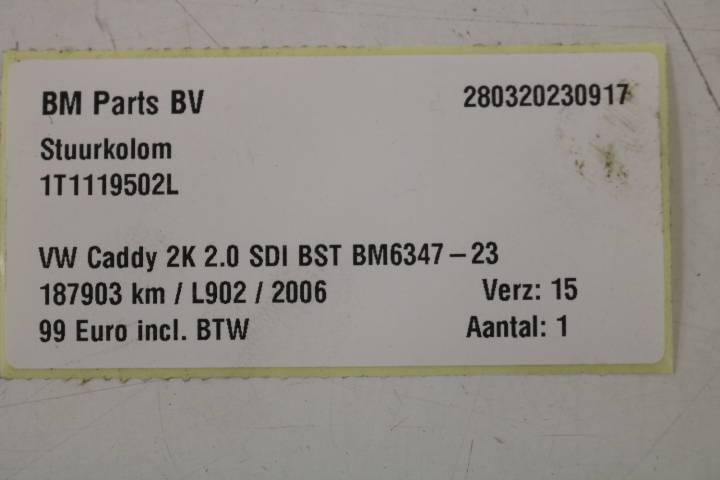 BM Parts BV 280320230917
Stuurkolom
1T1119502L
VW Caddy 2K 2.0 SDI BST BM6347-23
187903 km / L902 / 2006 Verz: 15
99 Euro incl. BTW Aantal: 1